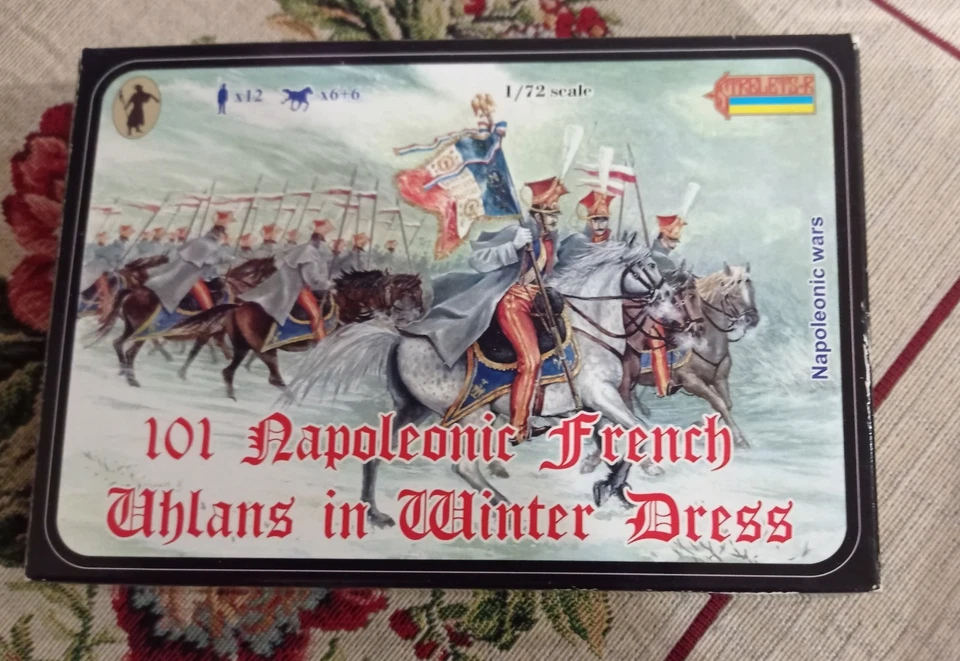 x12 x6+6
1/72 scale
STRELETS·R
Napoleonic wars
101 Napoleonic French
Uhlans in Winter Dress